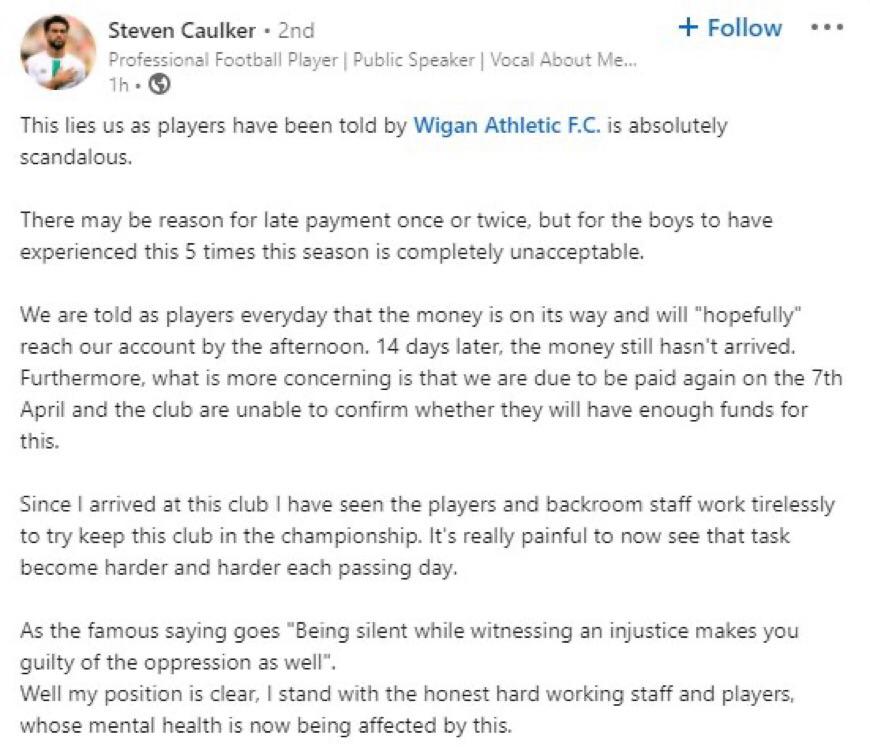 Steven Caulker • 2nd
+ Follow
Professional Football Player | Public Speaker | Vocal About Me...
1h •
This lies us as players have been told by Wigan Athletic F.C. is absolutely
scandalous.
There may be reason for late payment once or twice, but for the boys to have
experienced this 5 times this season is completely unacceptable.
We are told as players everyday that the money is on its way and will "hopefully"
reach our account by the afternoon. 14 days later, the money still hasn't arrived.
Furthermore, what is more concerning is that we are due to be paid again on the 7th
April and the club are unable to confirm whether they will have enough funds for
this.
Since I arrived at this club I have seen the players and backroom staff work tirelessly
to try keep this club in the championship. It's really painful to now see that task
become harder and harder each passing day.
As the famous saying goes "Being silent while witnessing an injustice makes you
guilty of the oppression as well".
Well my position is clear, I stand with the honest hard working staff and players,
whose mental health is now being affected by this.